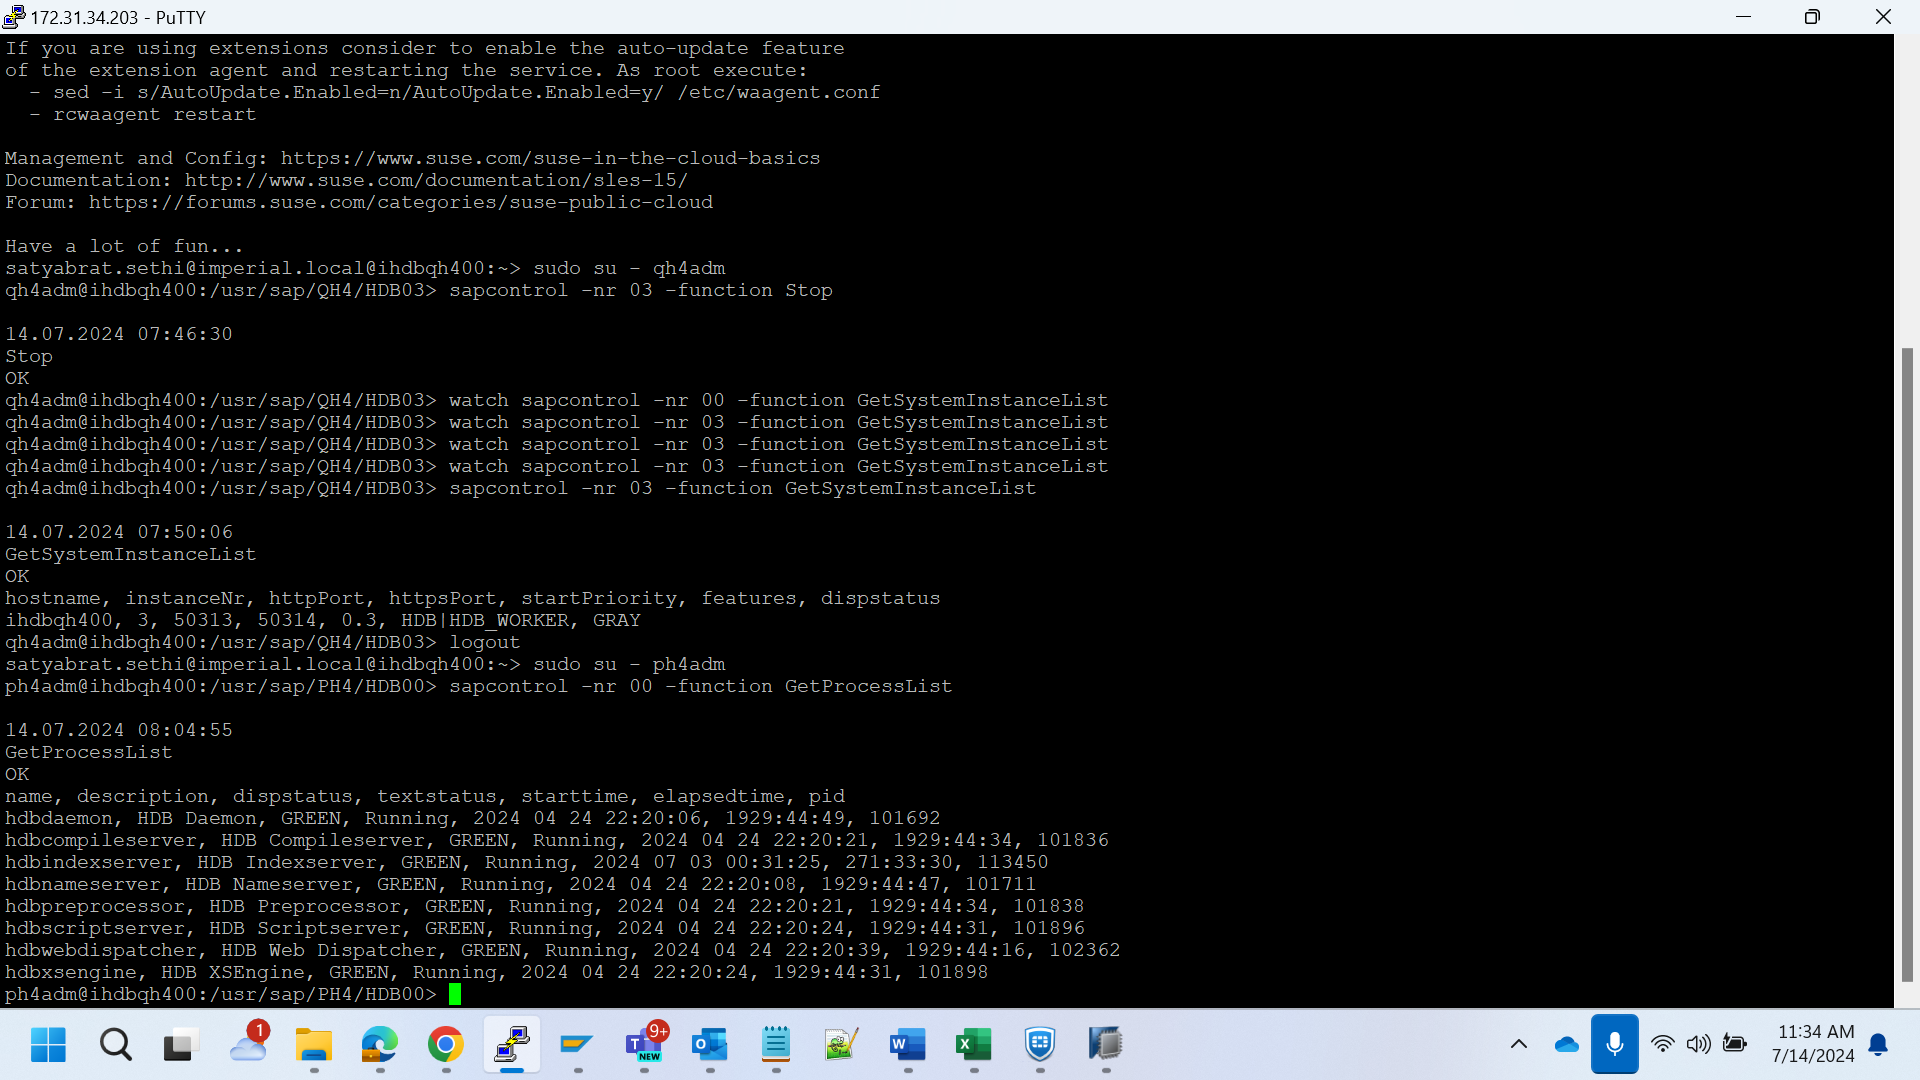 172.31.34.203 - PuTTY
If you are using extensions consider to enable the auto-update feature
of the extension agent and restarting the service. As root execute:
- sed -i s/AutoUpdate.Enabled=n/AutoUpdate.Enabled=y/ /etc/waagent.conf
- rcwaagent restart
Management and Config: https://www.suse.com/suse-in-the-cloud-basics
Documentation: http://www.suse.com/documentation/sles-15/
Forum: https://forums.suse.com/categories/suse-public-cloud
Have a lot of fun...
satyabrat.sethi@imperial.local@ihdbqh400:~> sudo su - qh4adm
qh4adm@ihdbqh400:/usr/sap/QH4/HDB03> sapcontrol -nr 03 -function Stop
14.07.2024 07:46:30
Stop
OK
qh4adm@ihdbqh400:/usr/sap/QH4/HDB03> watch sapcontrol -nr 00 -function GetSystemInstanceList
qh4adm@ihdbqh400:/usr/sap/QH4/HDB03> watch sapcontrol -nr 03 -function GetSystemInstanceList
qh4adm@ihdbqh400:/usr/sap/QH4/HDB03> watch sapcontrol -nr 03 -function GetSystemInstanceList
qh4adm@ihdbqh400:/usr/sap/QH4/HDB03> watch sapcontrol -nr 03 -function GetSystemInstanceList
qh4adm@ihdbqh400:/usr/sap/QH4/HDB03> sapcontrol -nr 03 -function GetSystemInstanceList
14.07.2024 07:50:06
GetSystemInstanceList
OK
hostname, instanceNr, httpPort, httpsPort, startPriority, features, dispstatus
ihdbqh400, 3, 50313, 50314, 0.3, HDB|HDB_WORKER, GRAY
qh4adm@ihdbqh400:/usr/sap/QH4/HDB03> logout
satyabrat.sethi@imperial.local@ihdbqh400:~> sudo su - ph4adm
ph4adm@ihdbqh400:/usr/sap/PH4/HDB00> sapcontrol -nr 00 -function GetProcessList
14.07.2024 08:04:55
GetProcessList
OK
name, description, dispstatus, textstatus, starttime, elapsedtime, pid
hdbdaemon, HDB Daemon, GREEN, Running, 2024 04 24 22:20:06, 1929:44:49, 101692
hdbcompileserver, HDB Compileserver, GREEN, Running, 2024 04 24 22:20:21, 1929:44:34, 101836
hdbindexserver, HDB Indexserver, GREEN, Running, 2024 07 03 00:31:25, 271:33:30, 113450
hdbnameserver, HDB Nameserver, GREEN, Running, 2024 04 24 22:20:08, 1929:44:47, 101711
hdbpreprocessor, HDB Preprocessor, GREEN, Running, 2024 04 24 22:20:21, 1929:44:34, 101838
hdbscriptserver, HDB Scriptserver, GREEN, Running, 2024 04 24 22:20:24, 1929:44:31, 101896
hdbwebdispatcher, HDB Web Dispatcher, GREEN, Running, 2024 04 24 22:20:39, 1929:44:16, 102362
hdbxsengine, HDB XSEngine, GREEN, Running, 2024 04 24 22:20:24, 1929:44:31, 101898
ph4adm@ihdbqh400:/usr/sap/PH4/HDB00>
1
9+
NEW
11:34 AM
7/14/2024